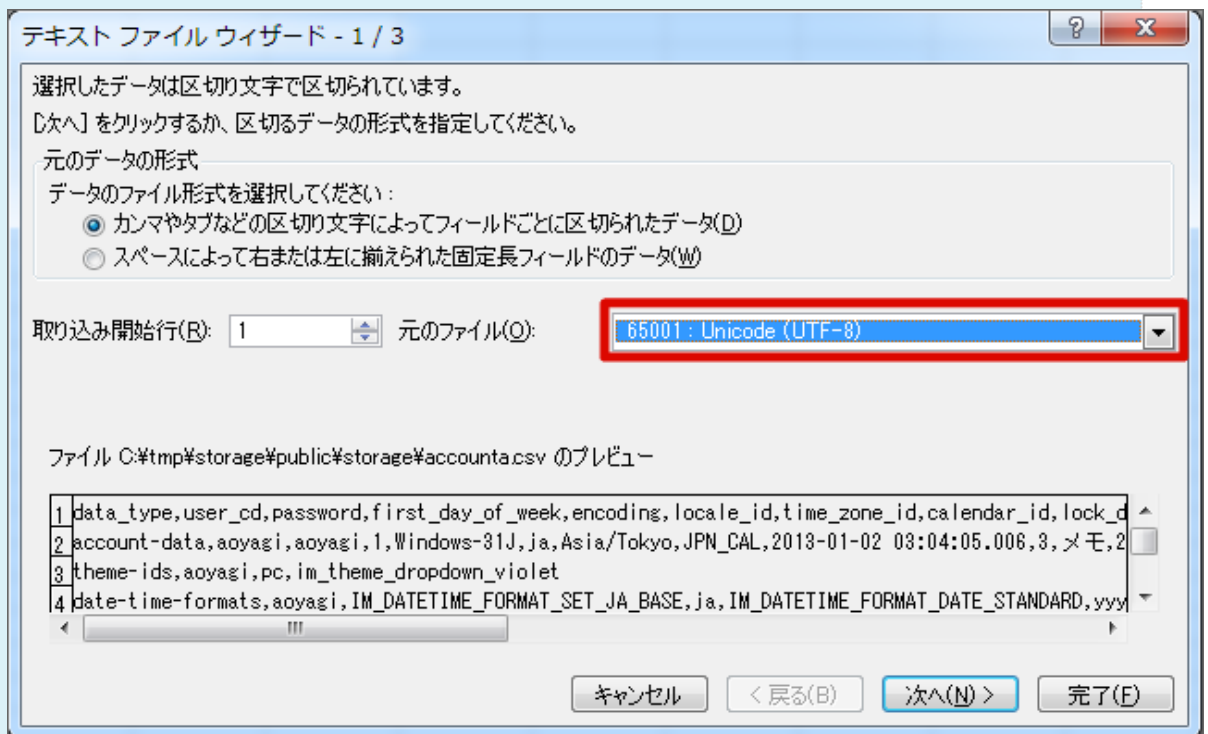 テキスト ファイル ウィザード - 1 / 3
選択したデータは区切り文字で区切られています。
[次へ] をクリックするか、区切るデータの形式を指定してください。
元のデータの形式
データのファイル形式を選択してください:
カンマやタブなどの区切り文字によってフィールドごとに区切られたデータ(D)
スペースによって右または左に揃えられた固定長フィールドのデータ(W)
取り込み開始行(R): 1 元のファイル(O): 65001 : Unicode (UTF-8)
ファイル C:¥tmp¥storage¥public¥storage¥accounta.csv のプレビュー
1 data_type,user_cd,password,first_day_of_week,encoding,locale_id,time_zone_id,calendar_id,lock_d
2 account-data,aoyagi,aoyagi,1,Windows-31J,ja,Asia/Tokyo,JPN_CAL,2013-01-02 03:04:05.006,3,メモ,2
3 theme-ids,aoyagi,pc,im_theme_dropdown_violet
4 date-time-formats,aoyagi,IM_DATETIME_FORMAT_SET_JA_BASE,ja,IM_DATETIME_FORMAT_DATE_STANDARD,yyy
キャンセル < 戻る(B) 次へ(N) > 完了(F)